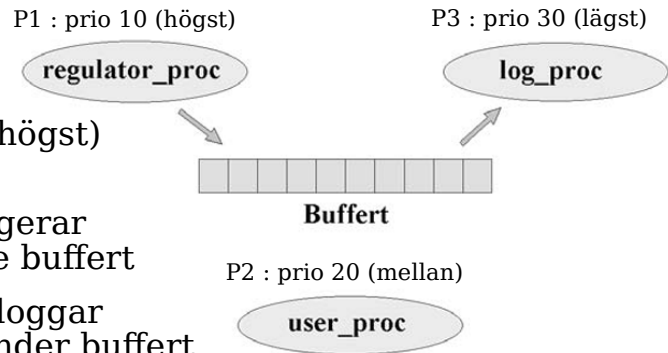 P1 : prio 10 (högst)
P3 : prio 30 (lägst)
regulator_proc
log_proc
högst)
Buffert
gerar
e buffert
P2 : prio 20 (mellan)
loggar
nder buffert
user_proc